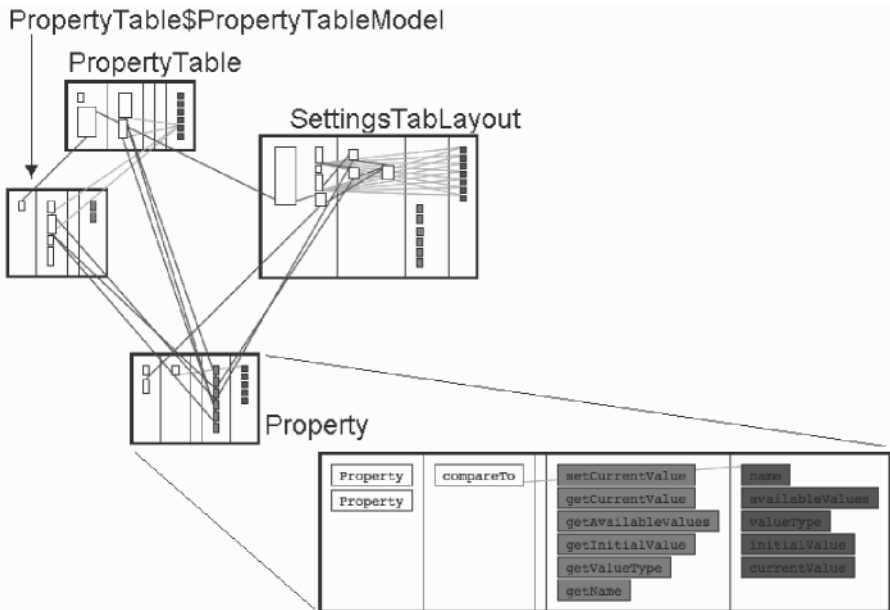 PropertyTable$PropertyTableModel
PropertyTable
SettingsTabLayout
Property
Property
Property
compareTo
setCurrentValue
getCurrentValue
getAvailableValues
getInitialValue
getValueType
getName
name
availableValues
valueType
initialValue
currentValue